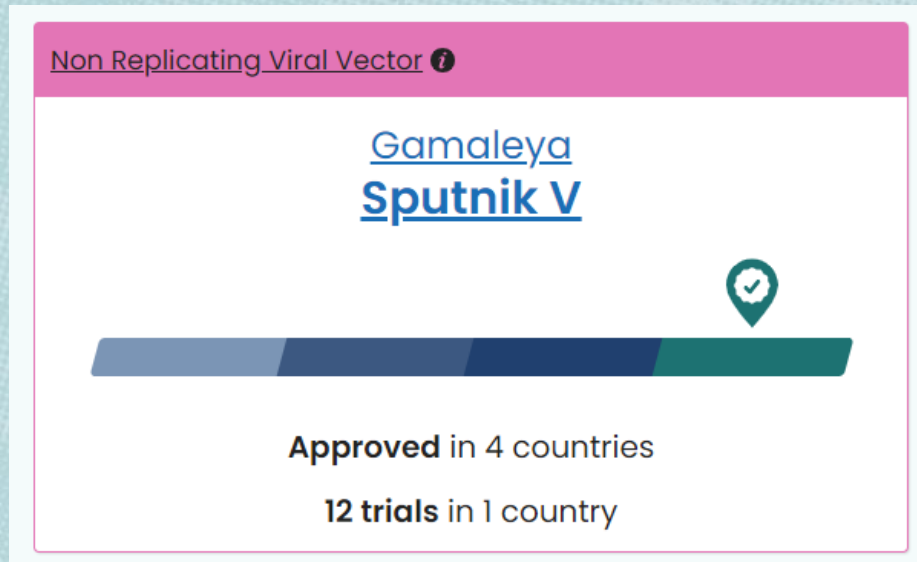 Non Replicating Viral Vector i
Gamaleya
Sputnik V
Approved in 4 countries
12 trials in 1 country